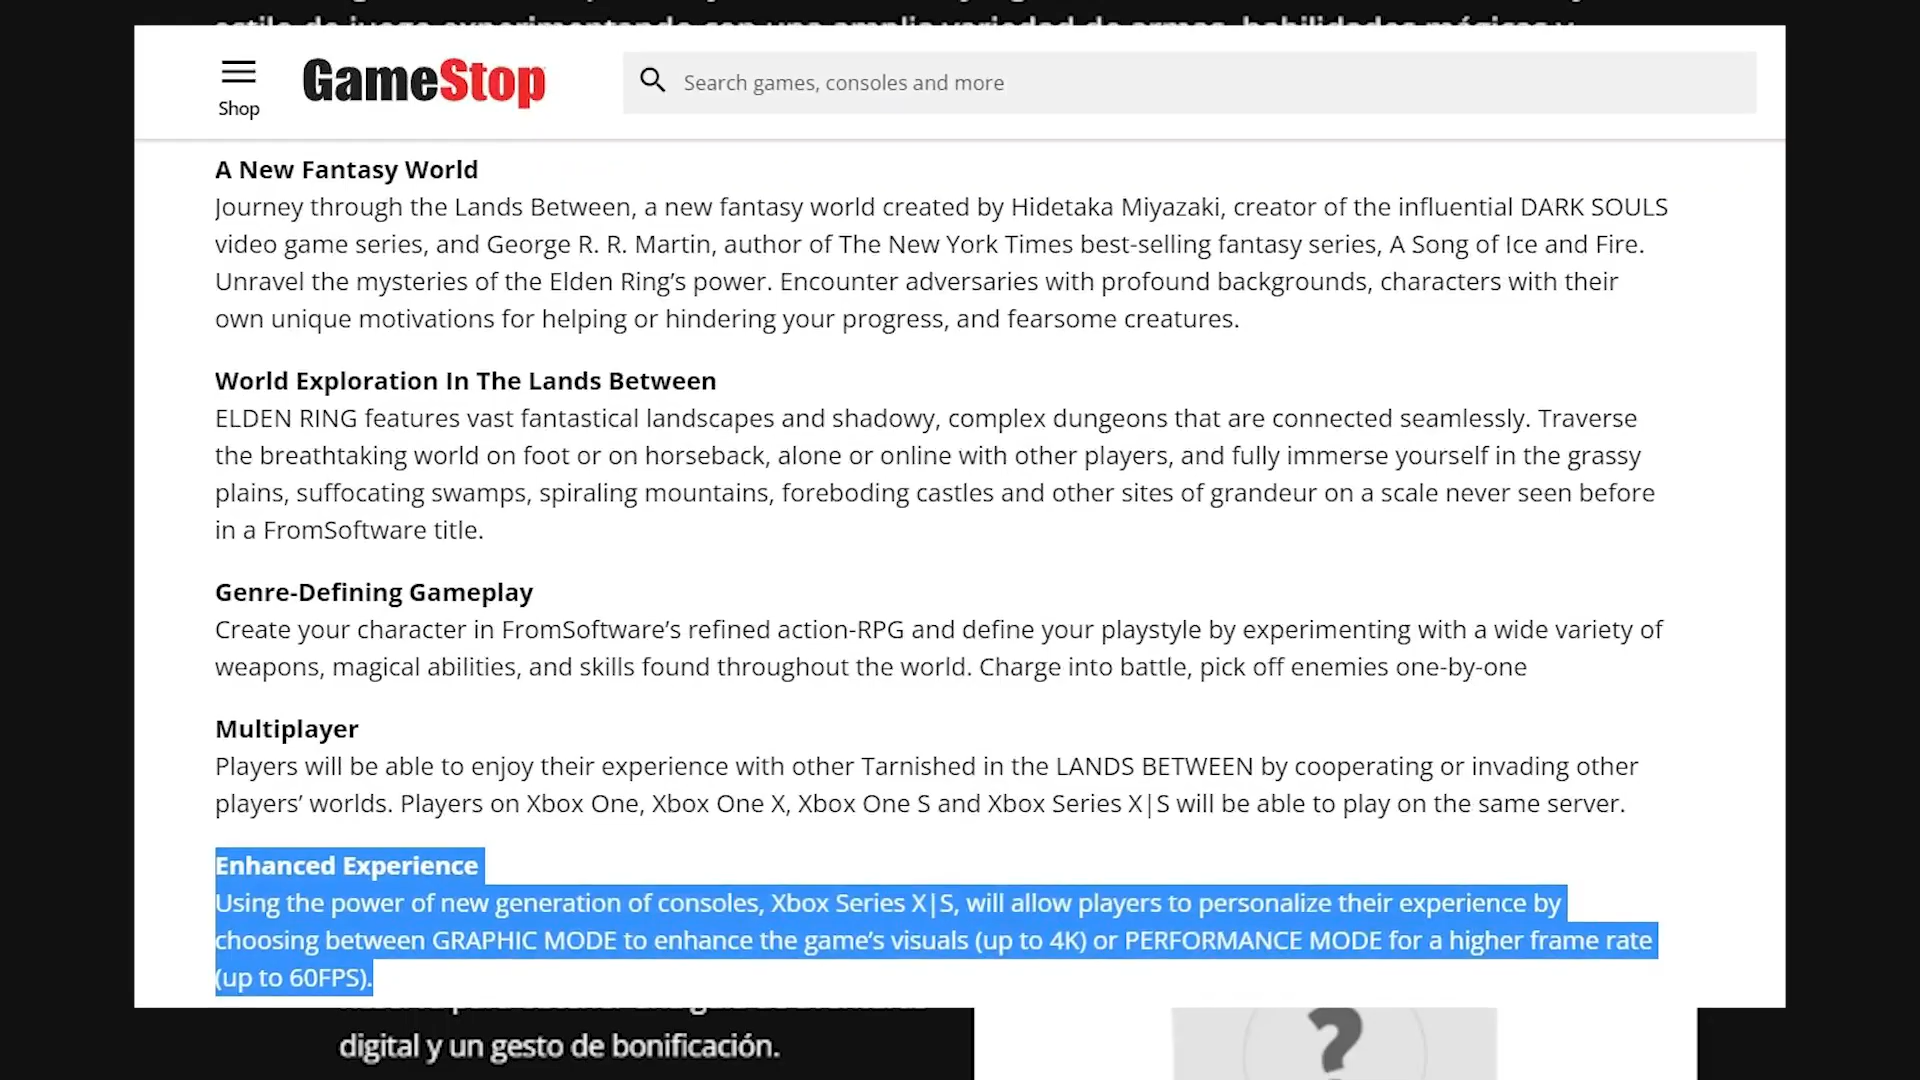 estilo de juego experimentando con una amplia variedad de armas, habilidades mágicas y
Shop
GameStop
Search games, consoles and more
A New Fantasy World
Journey through the Lands Between, a new fantasy world created by Hidetaka Miyazaki, creator of the influential DARK SOULS
video game series, and George R. R. Martin, author of The New York Times best-selling fantasy series, A Song of Ice and Fire.
Unravel the mysteries of the Elden Ring’s power. Encounter adversaries with profound backgrounds, characters with their
own unique motivations for helping or hindering your progress, and fearsome creatures.
World Exploration In The Lands Between
ELDEN RING features vast fantastical landscapes and shadowy, complex dungeons that are connected seamlessly. Traverse
the breathtaking world on foot or on horseback, alone or online with other players, and fully immerse yourself in the grassy
plains, suffocating swamps, spiraling mountains, foreboding castles and other sites of grandeur on a scale never seen before
in a FromSoftware title.
Genre-Defining Gameplay
Create your character in FromSoftware’s refined action-RPG and define your playstyle by experimenting with a wide variety of
weapons, magical abilities, and skills found throughout the world. Charge into battle, pick off enemies one-by-one
Multiplayer
Players will be able to enjoy their experience with other Tarnished in the LANDS BETWEEN by cooperating or invading other
players’ worlds. Players on Xbox One, Xbox One X, Xbox One S and Xbox Series X|S will be able to play on the same server.
Enhanced Experience
Using the power of new generation of consoles, Xbox Series X|S, will allow players to personalize their experience by
choosing between GRAPHIC MODE to enhance the game’s visuals (up to 4K) or PERFORMANCE MODE for a higher frame rate
(up to 60FPS).
digital y un gesto de bonificación.
?